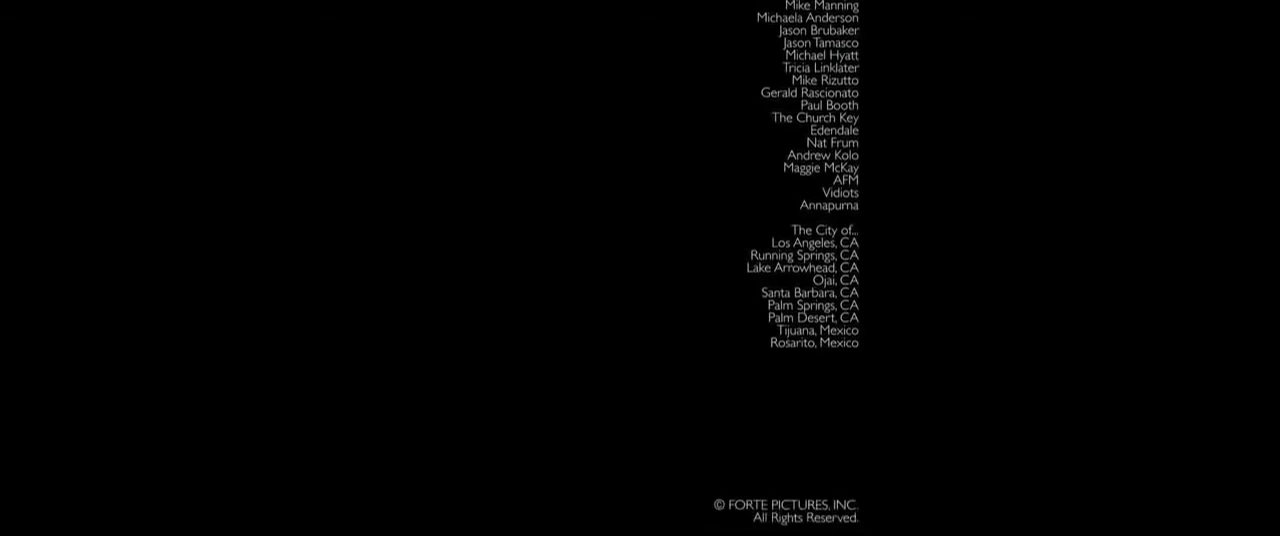 Mike Manning
Michaela Anderson
Jason Brubaker
Jason Tamasco
Michael Hyatt
Tricia Linklater
Mike Rizutto
Gerald Rascionato
Paul Booth
The Church Key
Edendale
Nat Frum
Andrew Kolo
Maggie McKay
AFM
Vidiots
Annapurna
The City of...
Los Angeles, CA
Running Springs, CA
Lake Arrowhead, CA
Ojai, CA
Santa Barbara, CA
Palm Springs, CA
Palm Desert, CA
Tijuana, Mexico
Rosarito, Mexico
© FORTE PICTURES, INC.
All Rights Reserved.